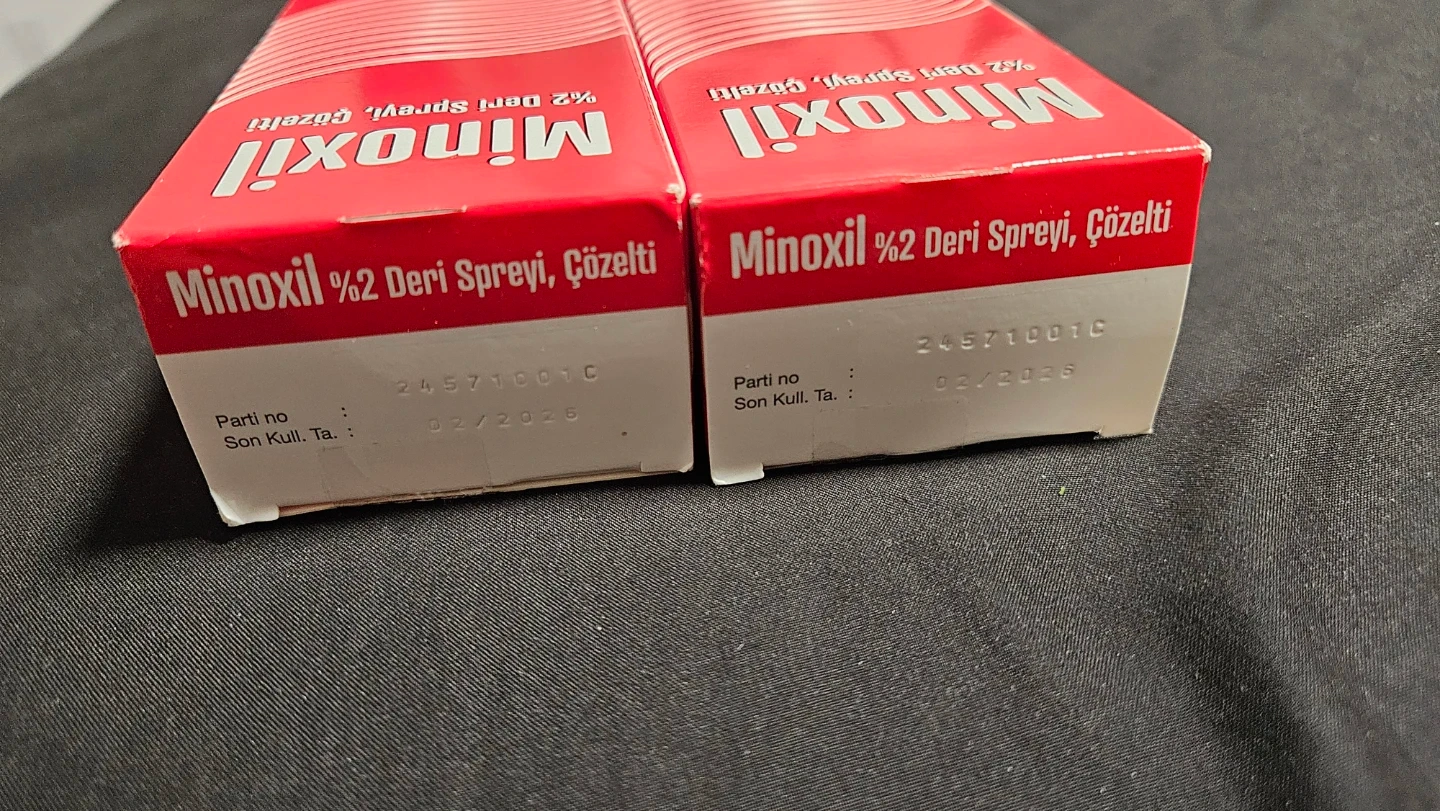 %2 Deri Spreyi, Çözelti
Minoxil
Minoxil %2 Deri Spreyi, Çözelti
24571001C
Parti no :
02/2026
Son Kull. Ta. :
%2 Deri Spreyi, Çözelti
Minoxil
Minoxil %2 Deri Spreyi, Çözelti
24571001C
Parti no :
02/2026
Son Kull. Ta. :